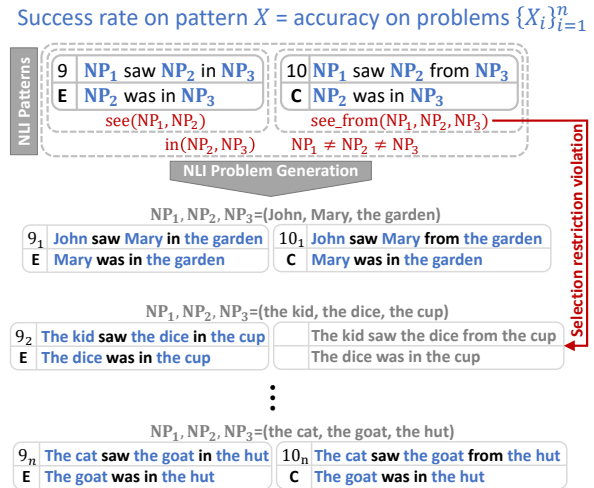 Success rate on pattern X = accuracy on problems {X_i}_{i=1}^n
NLI Patterns
9 NP₁ saw NP₂ in NP₃
E NP₂ was in NP₃
10 NP₁ saw NP₂ from NP₃
C NP₂ was in NP₃
see(NP₁, NP₂)
see_from(NP₁, NP₂, NP₃)
in(NP₂, NP₃) NP₁ ≠ NP₂ ≠ NP₃
NLI Problem Generation
Selection restriction violation
NP₁, NP₂, NP₃=(John, Mary, the garden)
9₁ John saw Mary in the garden
E Mary was in the garden
10₁ John saw Mary from the garden
C Mary was in the garden
NP₁, NP₂, NP₃=(the kid, the dice, the cup)
9₂ The kid saw the dice in the cup
E The dice was in the cup
The kid saw the dice from the cup
The dice was in the cup
⋮
NP₁, NP₂, NP₃=(the cat, the goat, the hut)
9ₙ The cat saw the goat in the hut
E The goat was in the hut
10ₙ The cat saw the goat from the hut
C The goat was in the hut